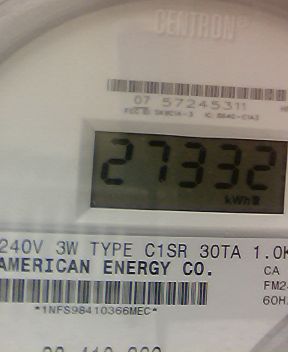 CENTRON®
07 57245311
27332
kWh
240V 3W TYPE C1SR 30TA 1.0K
AMERICAN ENERGY CO.
CA
FM2
60H
*1NFS98410366MEC*